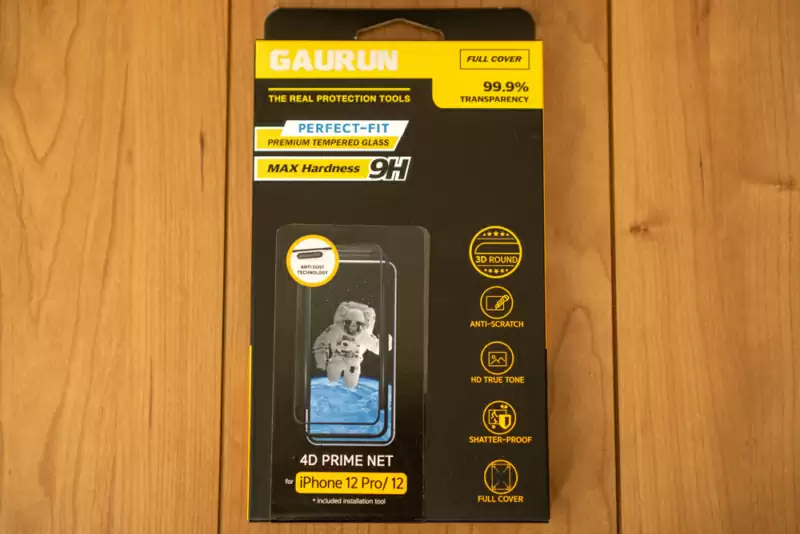 GAURUN
FULL COVER
99.9%
TRANSPARENCY
THE REAL PROTECTION TOOLS
PERFECT-FIT
PREMIUM TEMPERED GLASS
MAX Hardness 9H
ANTI DUST
TECHNOLOGY
3D ROUND
ANTI-SCRATCH
HD TRUE TONE
SHATTER-PROOF
FULL COVER
4D PRIME NET
for iPhone 12 Pro/ 12
* included installation tool